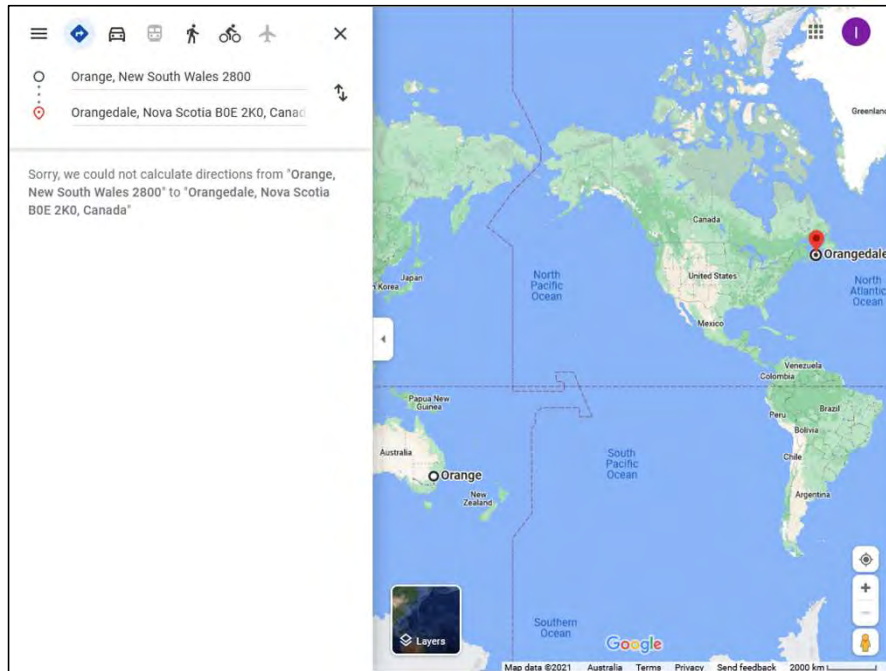 Orange, New South Wales 2800
Orangedale, Nova Scotia B0E 2K0, Canad
Sorry, we could not calculate directions from "Orange,
New South Wales 2800" to "Orangedale, Nova Scotia
B0E 2K0, Canada"
I
Greenland
Canada
Orangedale
United States
North
Pacific
Ocean
North
Atlantic
Ocean
Japan
Korea
Mexico
Venezuela
Colombia
Papua New
Guinea
Brazil
Peru
Bolivia
Australia
Orange
South
Pacific
Ocean
Chile
New
Zealand
Argentina
Layers
Southern
Ocean
Google
Map data ©2021 Australia Terms Privacy Send feedback 2000 km